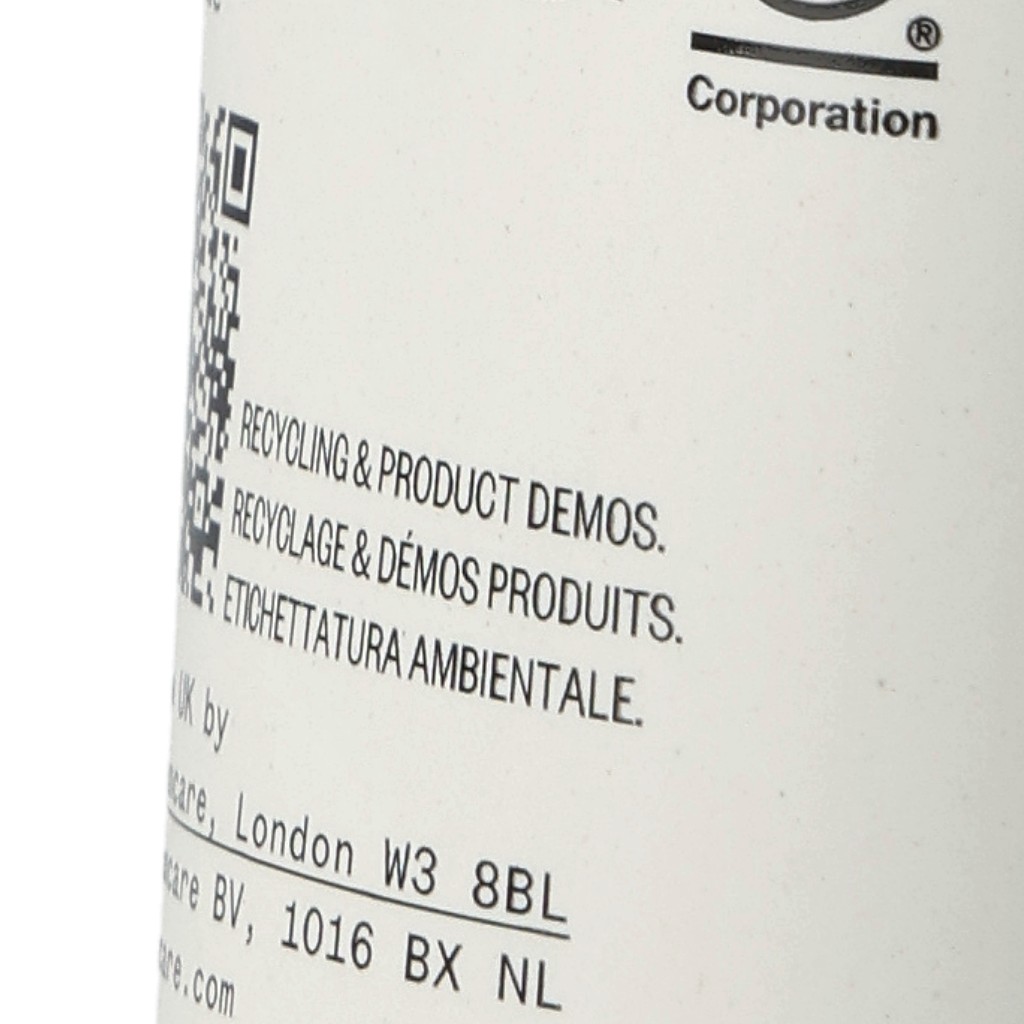 ®
Corporation
RECYCLING & PRODUCT DEMOS.
RECYCLAGE & DÉMOS PRODUITS.
ETICHETTATURA AMBIENTALE.
UK by
London W3 8BL
BV, 1016 BX NL